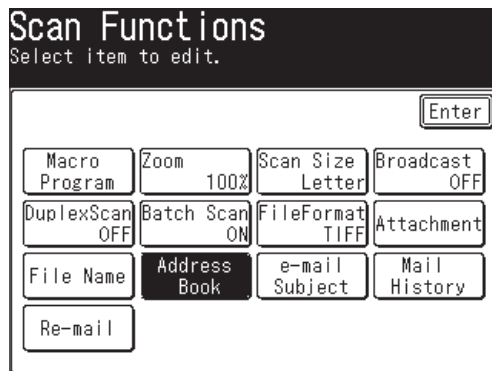 Scan Functions
Select item to edit.
Enter
Macro Program
Zoom 100%
Scan Size Letter
Broadcast OFF
DuplexScan OFF
Batch Scan ON
FileFormat TIFF
Attachment
File Name
Address Book
e-mail Subject
Mail History
Re-mail